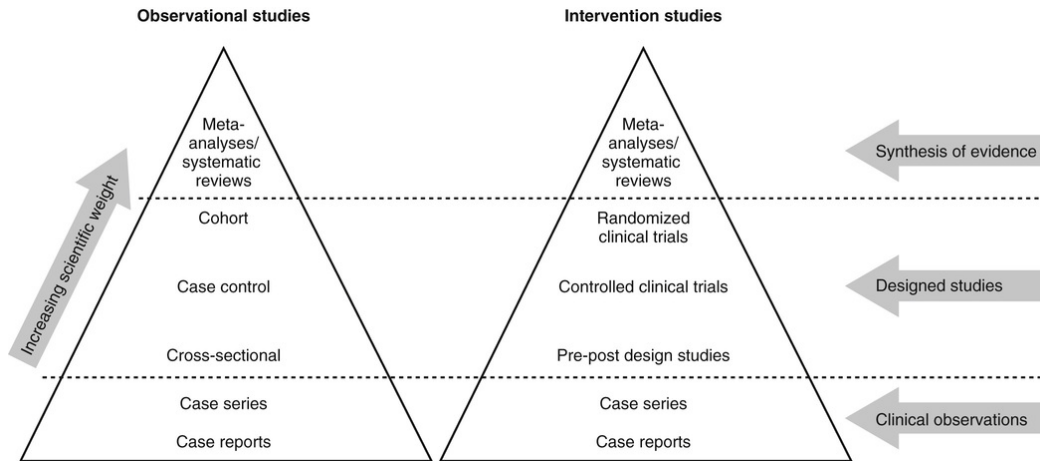 Observational studies
Intervention studies
Meta-
analyses/
systematic
reviews
Meta-
analyses/
systematic
reviews
Synthesis of evidence
Increasing scientific weight
Cohort
Randomized
clinical trials
Case control
Controlled clinical trials
Designed studies
Cross-sectional
Pre-post design studies
Case series
Case series
Clinical observations
Case reports
Case reports